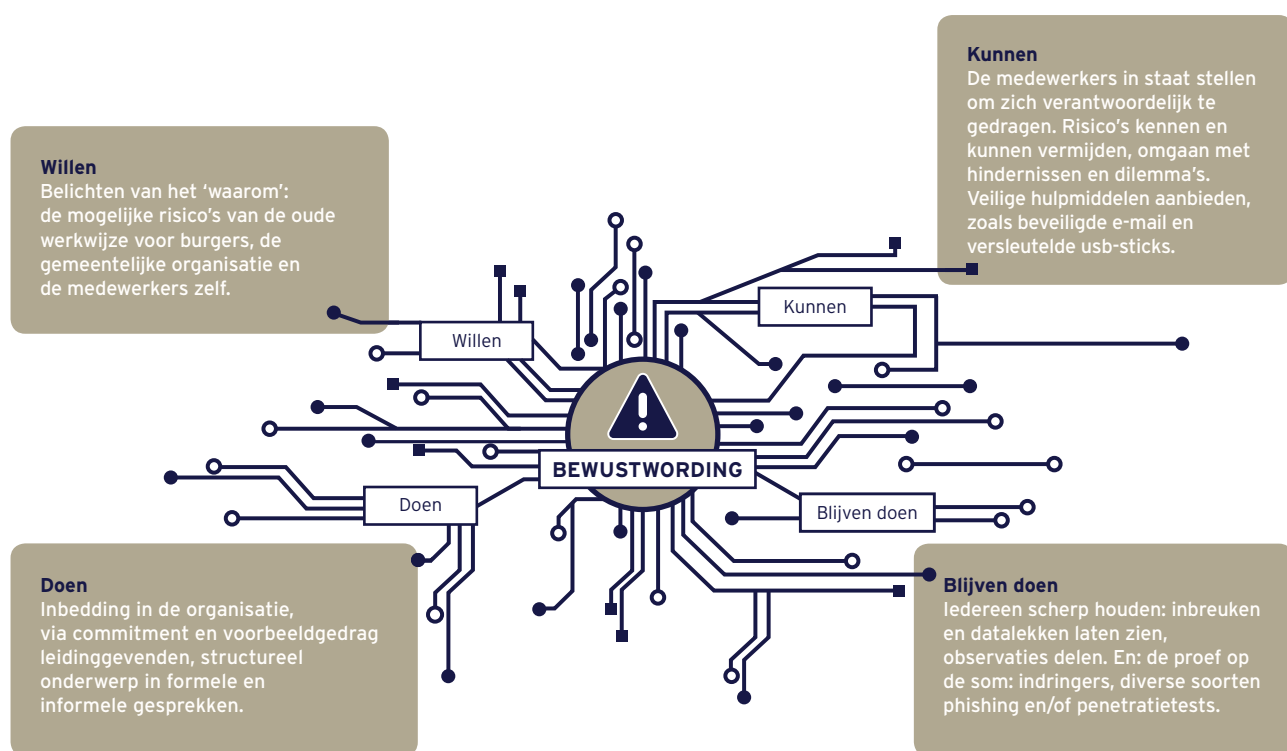 Kunnen
De medewerkers in staat stellen
om zich verantwoordelijk te
gedragen. Risico’s kennen en
kunnen vermijden, omgaan met
hindernissen en dilemma’s.
Veilige hulpmiddelen aanbieden,
zoals beveiligde e-mail en
versleutelde usb-sticks.
Willen
Belichten van het ‘waarom’:
de mogelijke risico’s van de oude
werkwijze voor burgers, de
gemeentelijke organisatie en
de medewerkers zelf.
Kunnen
Willen
BEWUSTWORDING
Doen
Blijven doen
Doen
Inbedding in de organisatie,
via commitment en voorbeeldgedrag
leidinggevenden, structureel
onderwerp in formele en
informele gesprekken.
Blijven doen
Iedereen scherp houden: inbreuken
en datalekken laten zien,
observaties delen. En: de proef op
de som: indringers, diverse soorten
phishing en/of penetratietests.